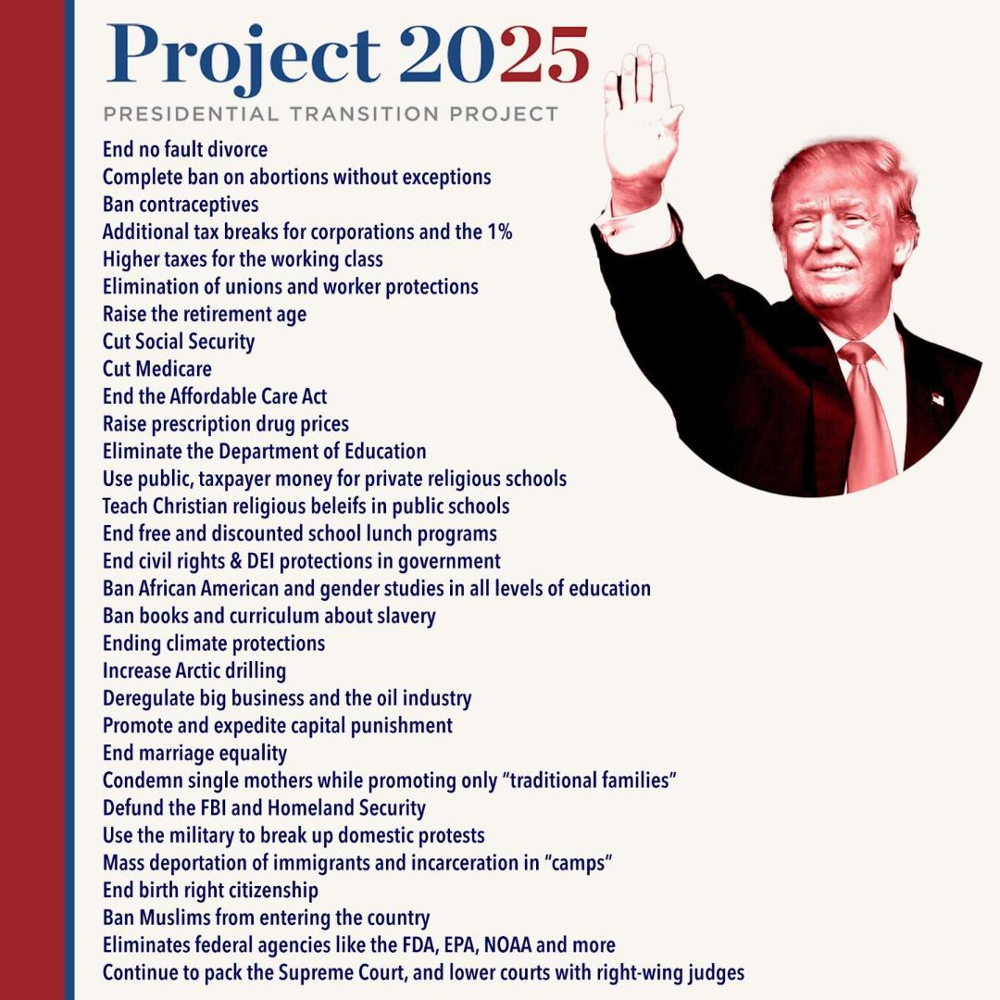 Project 2025
PRESIDENTIAL TRANSITION PROJECT
End no fault divorce
Complete ban on abortions without exceptions
Ban contraceptives
Additional tax breaks for corporations and the 1%
Higher taxes for the working class
Elimination of unions and worker protections
Raise the retirement age
Cut Social Security
Cut Medicare
End the Affordable Care Act
Raise prescription drug prices
Eliminate the Department of Education
Use public, taxpayer money for private religious schools
Teach Christian religious beleifs in public schools
End free and discounted school lunch programs
End civil rights & DEI protections in government
Ban African American and gender studies in all levels of education
Ban books and curriculum about slavery
Ending climate protections
Increase Arctic drilling
Deregulate big business and the oil industry
Promote and expedite capital punishment
End marriage equality
Condemn single mothers while promoting only “traditional families”
Defund the FBI and Homeland Security
Use the military to break up domestic protests
Mass deportation of immigrants and incarceration in “camps”
End birth right citizenship
Ban Muslims from entering the country
Eliminates federal agencies like the FDA, EPA, NOAA and more
Continue to pack the Supreme Court, and lower courts with right-wing judges